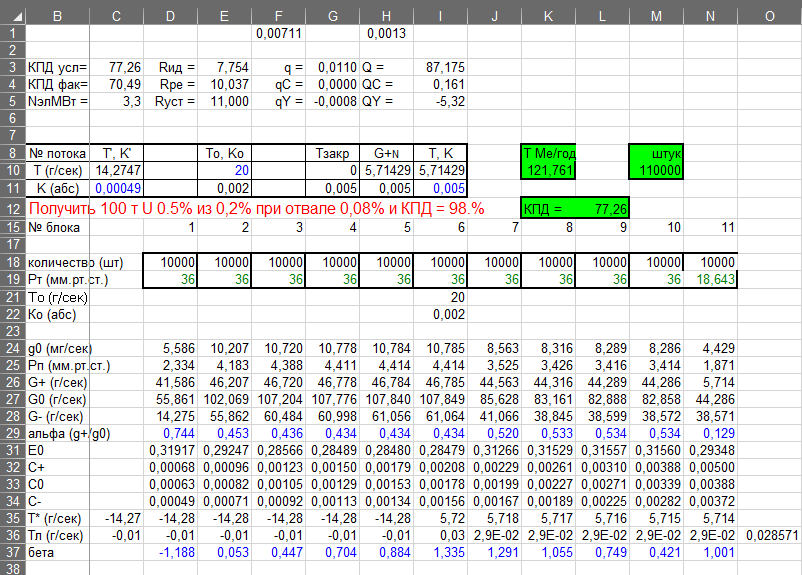 B C D E F G H I J K L M N O
1 0,00711 0,0013
2
3 КПД усл= 77,26 Rид = 7,754 q = 0,0110 Q = 87,175
4 КПД фак= 70,49 Rре = 10,037 qC = 0,0000 QC = 0,161
5 NэлМВт = 3,3 Rуст = 11,000 qY = -0,0008 QY = -5,32
6
7
8 № потока T', K' To, Ko Tзакр G+N T, K T Me/год штук
10 T (г/сек) 14,2747 20 0 5,71429 5,71429 121,761 110000
11 K (абс) 0,00049 0,002 0,005 0,005 0,005
12 Получить 100 т U 0.5% из 0,2% при отвале 0,08% и КПД = 98.% КПД = 77,26
15 № блока 1 2 3 4 5 6 7 8 9 10 11
17
18 количество (шт) 10000 10000 10000 10000 10000 10000 10000 10000 10000 10000 10000
19 Рт (мм.рт.ст.) 36 36 36 36 36 36 36 36 36 36 18,643
21 То (г/сек) 20
22 Ко (абс) 0,002
23
24 g0 (мг/сек) 5,586 10,207 10,720 10,778 10,784 10,785 8,563 8,316 8,289 8,286 4,429
25 Рп (мм.рт.ст.) 2,334 4,183 4,388 4,411 4,414 4,414 3,525 3,426 3,416 3,414 1,871
26 G+ (г/сек) 41,586 46,207 46,720 46,778 46,784 46,785 44,563 44,316 44,289 44,286 5,714
27 G0 (г/сек) 55,861 102,069 107,204 107,776 107,840 107,849 85,628 83,161 82,888 82,858 44,286
28 G- (г/сек) 14,275 55,862 60,484 60,998 61,056 61,064 41,066 38,845 38,599 38,572 38,571
29 альфа (g+/g0) 0,744 0,453 0,436 0,434 0,434 0,434 0,520 0,533 0,534 0,534 0,129
31 E0 0,31917 0,29247 0,28566 0,28489 0,28480 0,28479 0,31266 0,31529 0,31557 0,31560 0,29348
32 C+ 0,00068 0,00096 0,00123 0,00150 0,00179 0,00208 0,00229 0,00261 0,00310 0,00388 0,00500
33 C0 0,00063 0,00082 0,00105 0,00129 0,00153 0,00178 0,00199 0,00227 0,00271 0,00339 0,00388
34 C- 0,00049 0,00071 0,00092 0,00113 0,00134 0,00156 0,00167 0,00189 0,00225 0,00282 0,00372
35 T* (г/сек) -14,27 -14,28 -14,28 -14,28 -14,28 -14,28 5,72 5,718 5,717 5,716 5,715 5,714
36 Tл (г/сек) -0,01 -0,01 -0,01 -0,01 -0,01 -0,01 0,03 2,9E-02 2,9E-02 2,9E-02 2,9E-02 2,9E-02 0,028571
37 бета -1,188 0,053 0,447 0,704 0,884 1,335 1,291 1,055 0,749 0,421 1,001
38